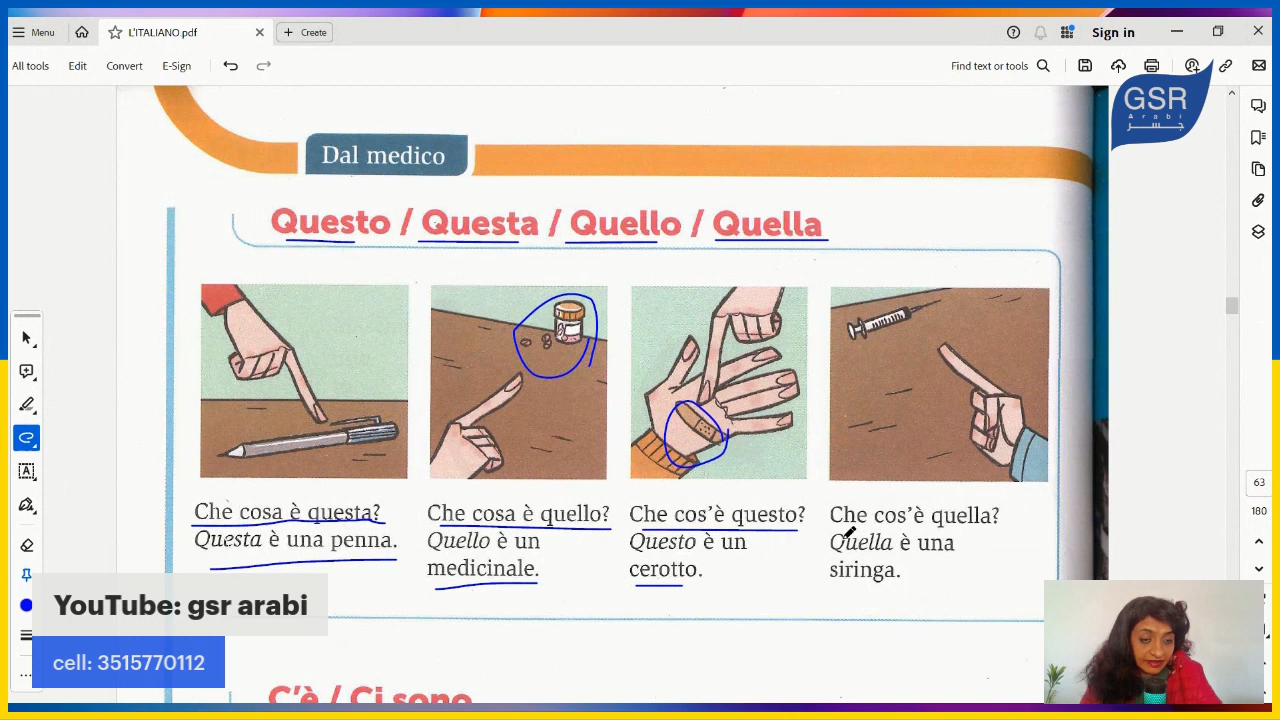 Menu
L'ITALIANO.pdf
Create
Sign in
All tools
Edit
Convert
E-Sign
Find text or tools
GSR
Arabi
جسر
Dal medico
Questo / Questa / Quello / Quella
Che cosa è questa?
Questa è una penna.
Che cosa è quello?
Quello è un
medicinale.
Che cos'è questo?
Questo è un
cerotto.
Che cos'è quella?
Quella è una
siringa.
63
180
YouTube: gsr arabi
cell: 3515770112
C'è / Ci sono